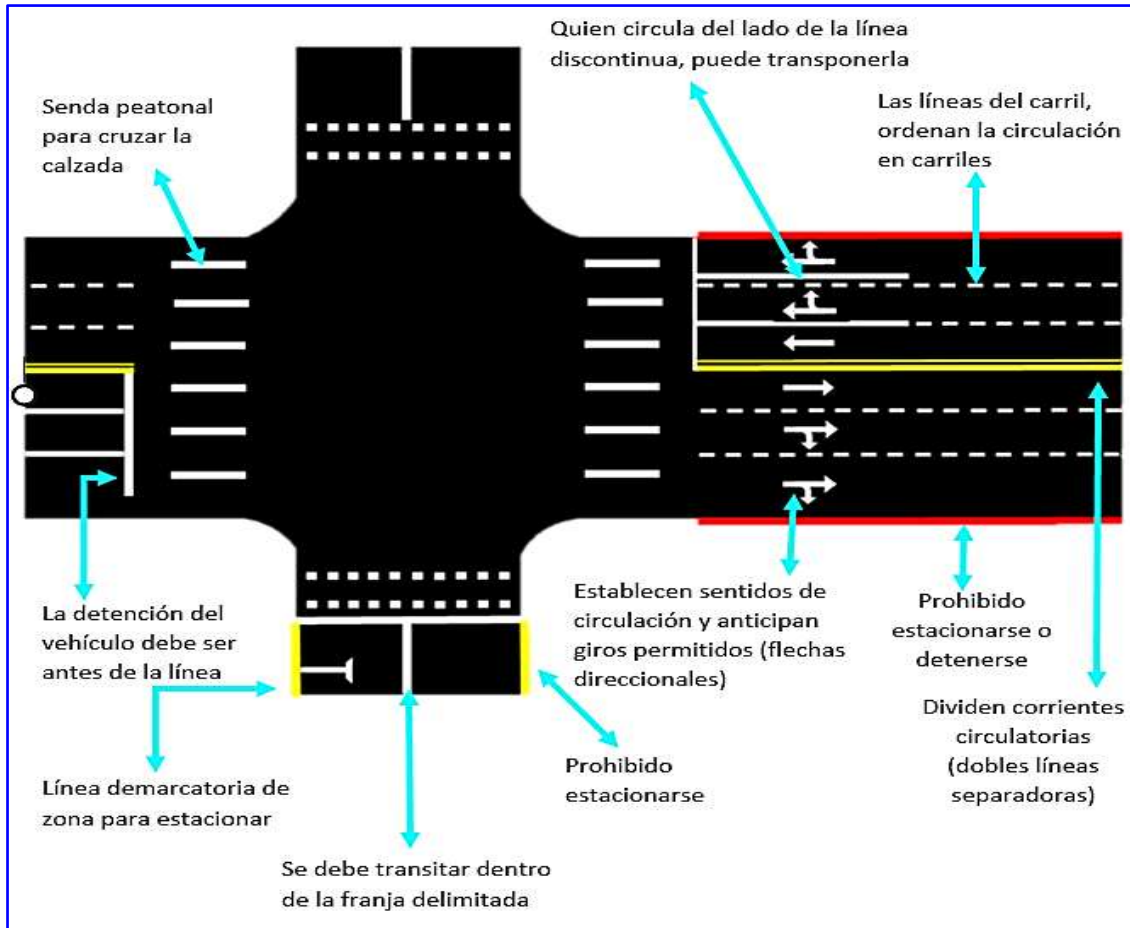 Quien circula del lado de la línea
discontinua, puede transponerla
Senda peatonal
para cruzar la
calzada
Las líneas del carril,
ordenan la circulación
en carriles
La detención del
vehículo debe ser
antes de la línea
Establecen sentidos de
circulación y anticipan
giros permitidos (flechas
direccionales)
Prohibido
estacionarse o
detenerse
Dividen corrientes
circulatorias
(dobles líneas
separadoras)
Línea demarcatoria de
zona para estacionar
Prohibido
estacionarse
Se debe transitar dentro
de la franja delimitada